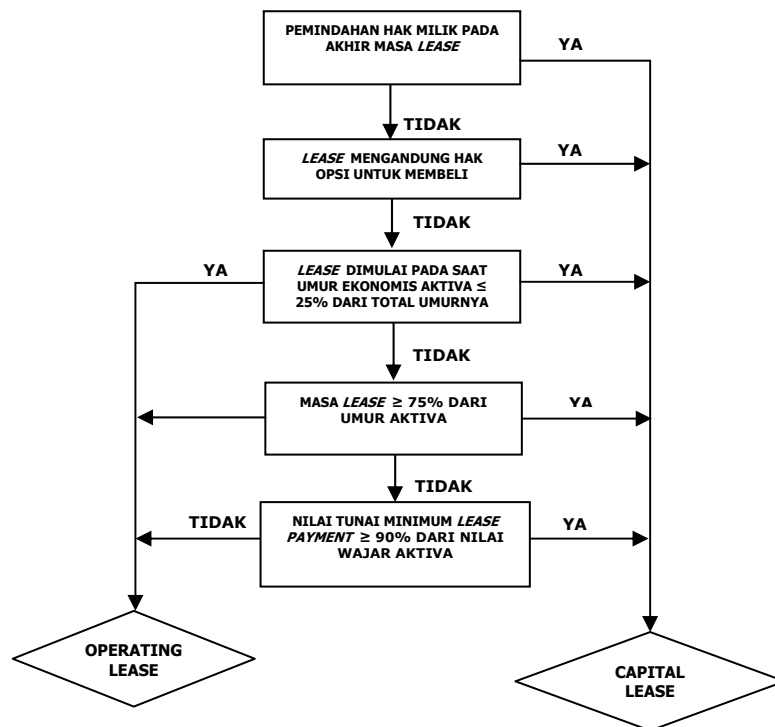 PEMINDAHAN HAK MILIK PADA
AKHIR MASA LEASE
YA
TIDAK
LEASE MENGANDUNG HAK
OPSI UNTUK MEMBELI
YA
TIDAK
YA
LEASE DIMULAI PADA SAAT
UMUR EKONOMIS AKTIVA ≤
25% DARI TOTAL UMURNYA
YA
TIDAK
MASA LEASE ≥ 75% DARI
UMUR AKTIVA
YA
TIDAK
TIDAK
NILAI TUNAI MINIMUM LEASE
PAYMENT ≥ 90% DARI NILAI
WAJAR AKTIVA
YA
OPERATING
LEASE
CAPITAL
LEASE